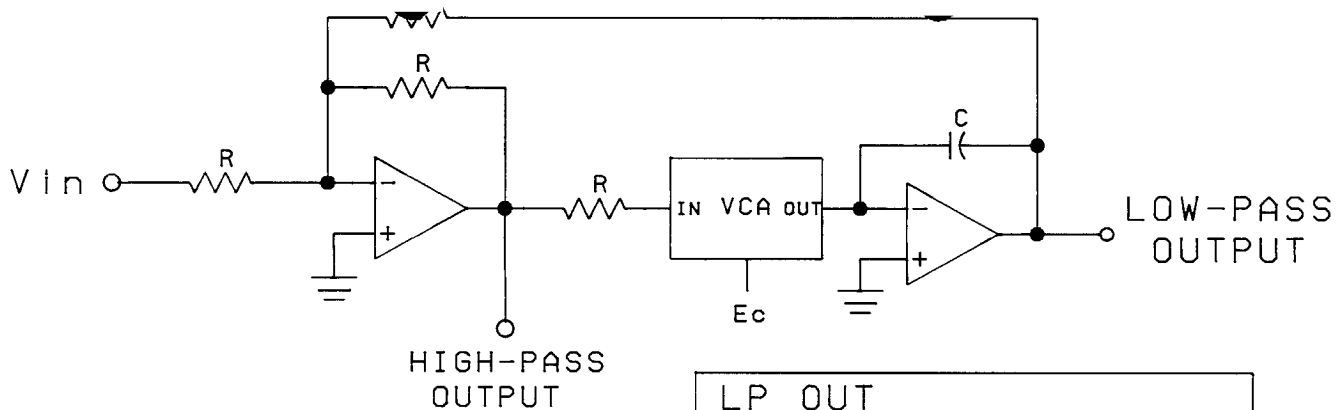 R
R
C
Vin
R
IN VCA OUT
LOW-PASS
OUTPUT
Ec
HIGH-PASS
OUTPUT
LP OUT